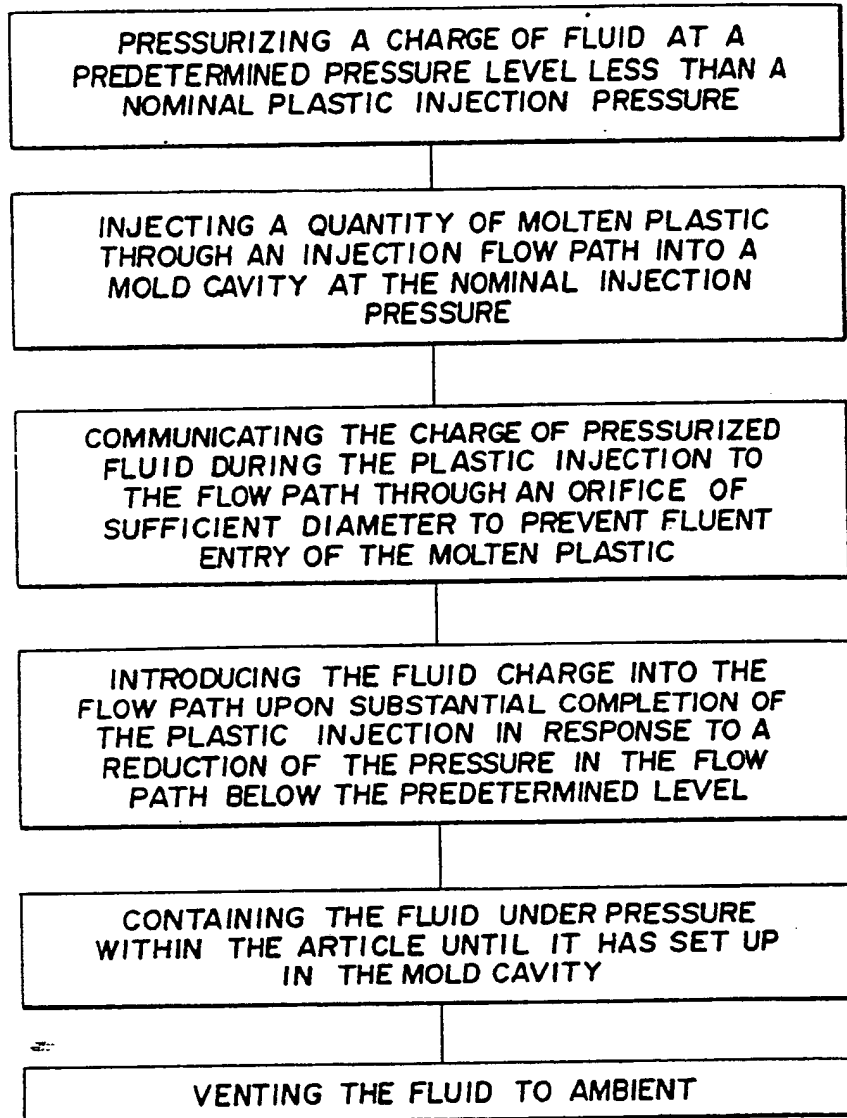 PRESSURIZING A CHARGE OF FLUID AT A
PREDETERMINED PRESSURE LEVEL LESS THAN A
NOMINAL PLASTIC INJECTION PRESSURE
INJECTING A QUANTITY OF MOLTEN PLASTIC
THROUGH AN INJECTION FLOW PATH INTO A
MOLD CAVITY AT THE NOMINAL INJECTION
PRESSURE
COMMUNICATING THE CHARGE OF PRESSURIZED
FLUID DURING THE PLASTIC INJECTION TO
THE FLOW PATH THROUGH AN ORIFICE OF
SUFFICIENT DIAMETER TO PREVENT FLUENT
ENTRY OF THE MOLTEN PLASTIC
INTRODUCING THE FLUID CHARGE INTO THE
FLOW PATH UPON SUBSTANTIAL COMPLETION OF
THE PLASTIC INJECTION IN RESPONSE TO A
REDUCTION OF THE PRESSURE IN THE FLOW
PATH BELOW THE PREDETERMINED LEVEL
CONTAINING THE FLUID UNDER PRESSURE
WITHIN THE ARTICLE UNTIL IT HAS SET UP
IN THE MOLD CAVITY
VENTING THE FLUID TO AMBIENT